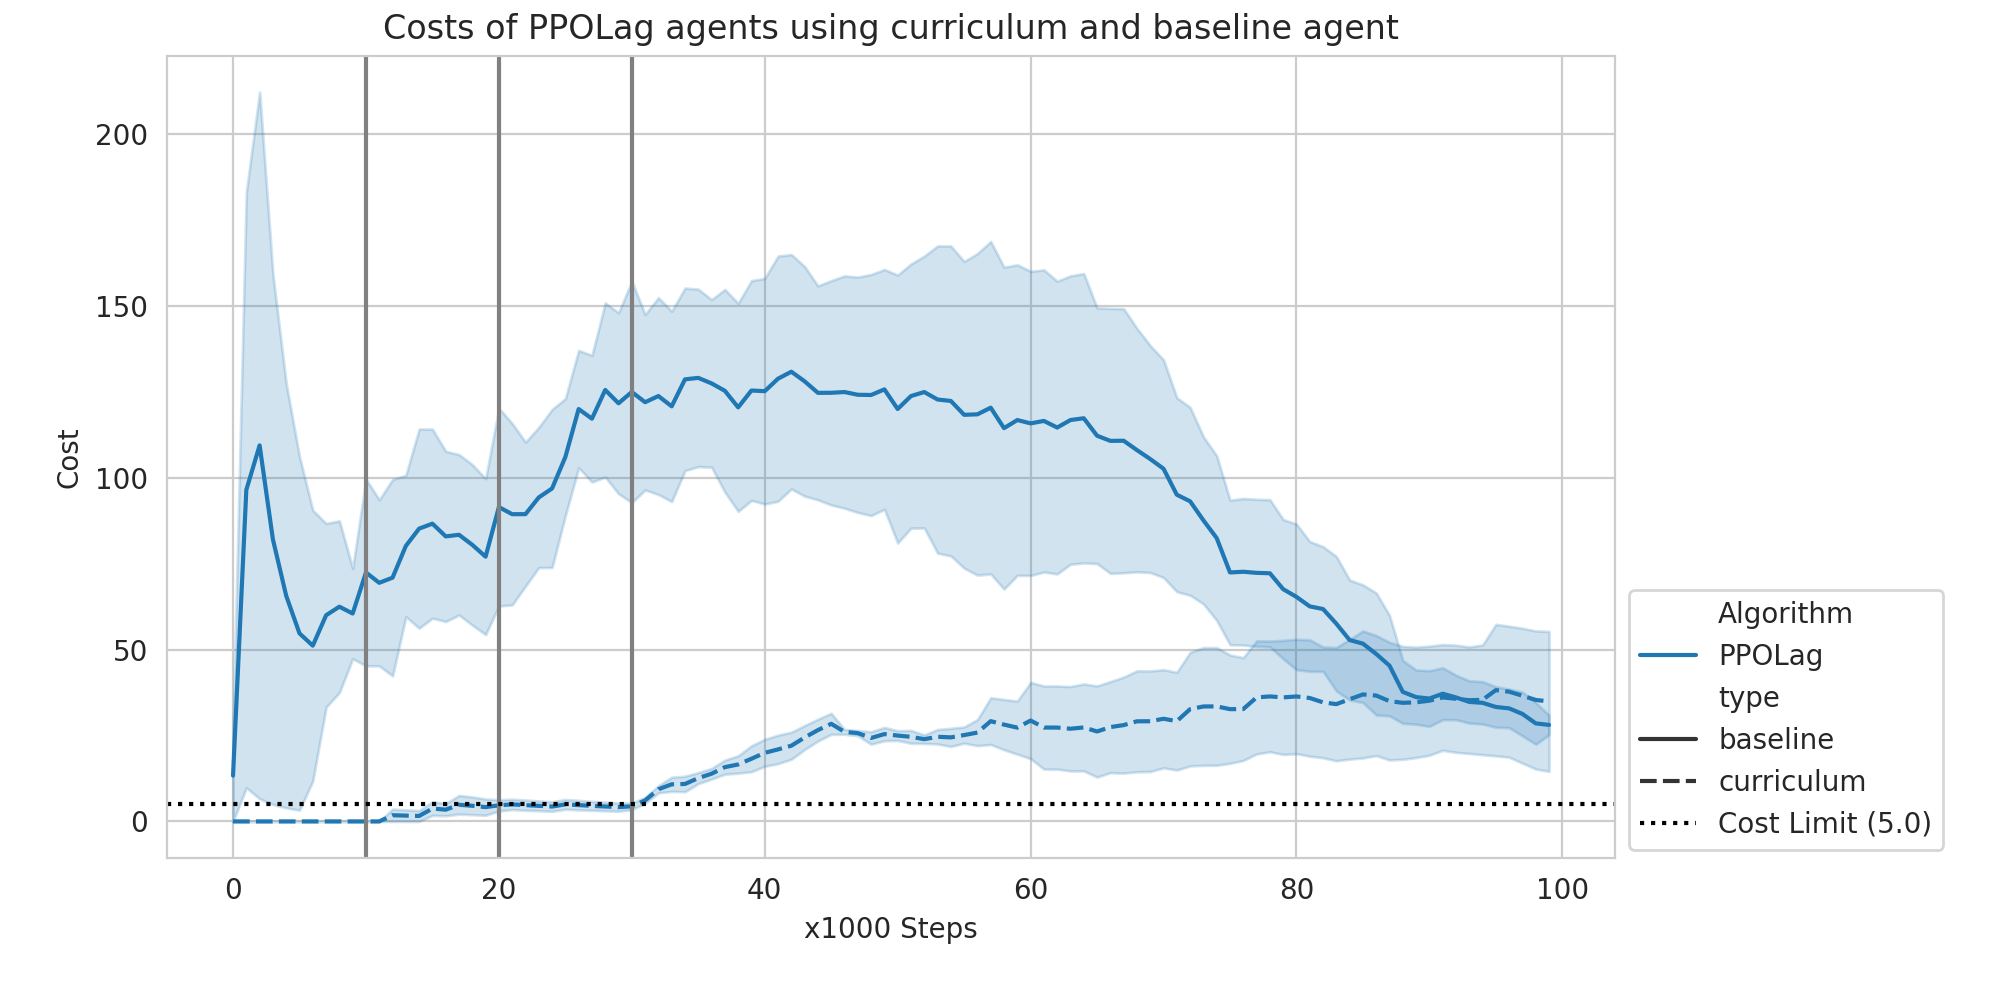 Costs of PPOLag agents using curriculum and baseline agent
Cost
200
150
100
50
0
0 20 40 60 80 100
x1000 Steps
Algorithm
PPOLag
type
baseline
curriculum
Cost Limit (5.0)